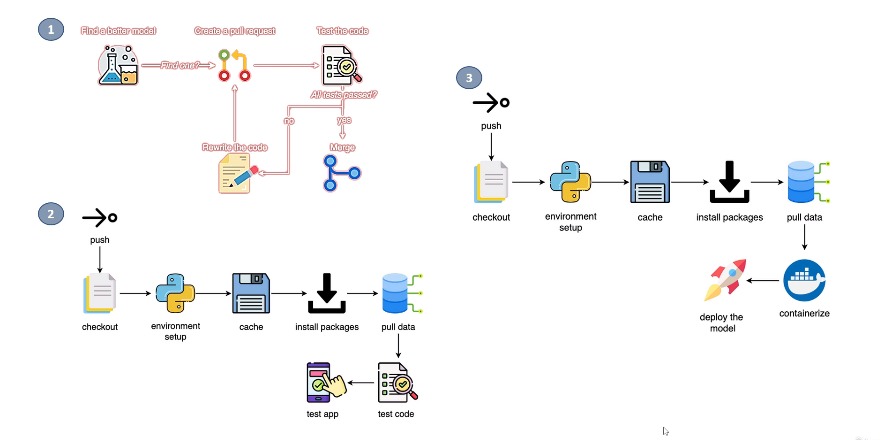 1
Find a better model
Create a pull request
Test the code
Find one?
All tests passed?
no
yes
Rewrite the code
Merge
2
push
checkout
environment
setup
cache
install packages
pull data
test app
test code
3
push
checkout
environment
setup
cache
install packages
pull data
deploy the
model
containerize